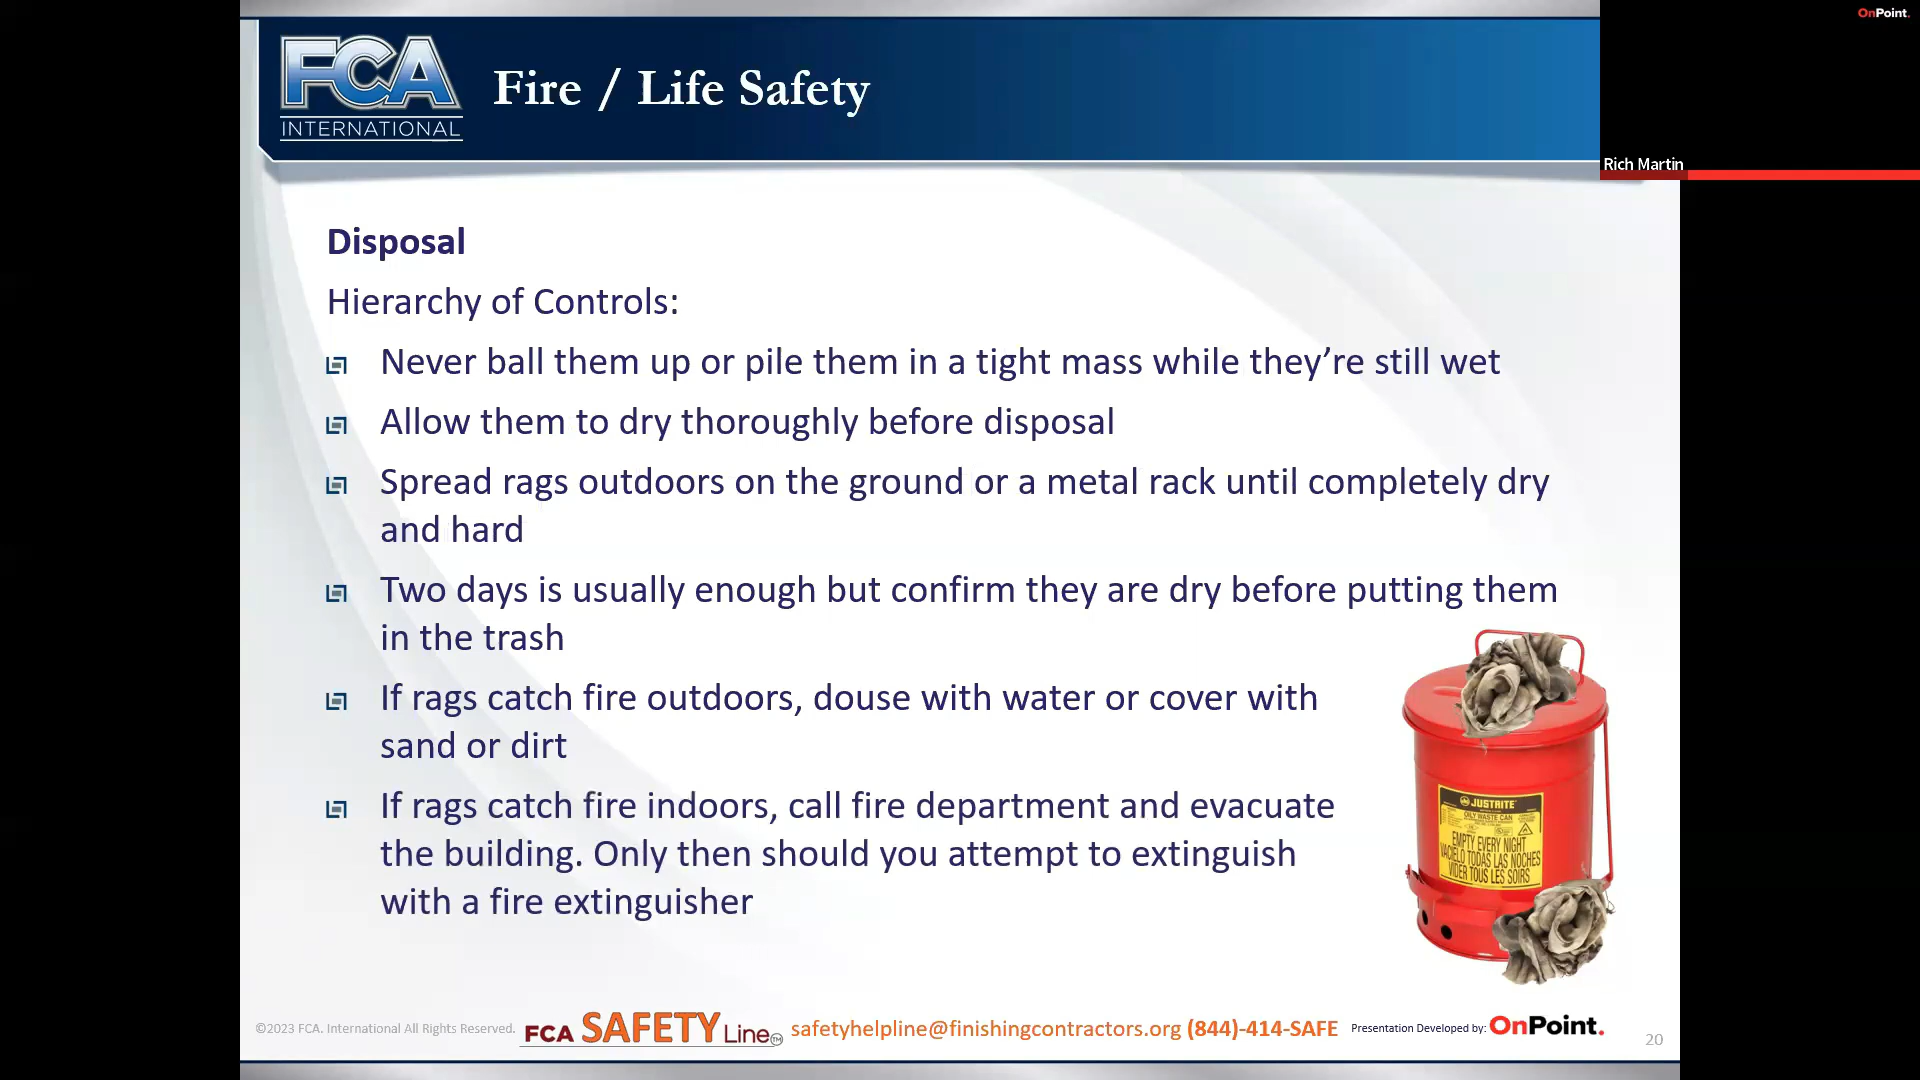 OnPoint.
FCA
INTERNATIONAL
Fire / Life Safety
Rich Martin
Disposal
Hierarchy of Controls:
Never ball them up or pile them in a tight mass while they’re still wet
Allow them to dry thoroughly before disposal
Spread rags outdoors on the ground or a metal rack until completely dry
and hard
Two days is usually enough but confirm they are dry before putting them
in the trash
If rags catch fire outdoors, douse with water or cover with
sand or dirt
If rags catch fire indoors, call fire department and evacuate
the building. Only then should you attempt to extinguish
with a fire extinguisher
JUSTRITE
OILY WASTE CAN
EMPTY EVERY NIGHT
VACIELO TODAS LAS NOCHES
VIDER TOUS LES SOIRS
©2023 FCA. International All Rights Reserved.
FCA SAFETY Line TM
safetyhelpline@finishingcontractors.org (844)-414-SAFE
Presentation Developed by: OnPoint.
20